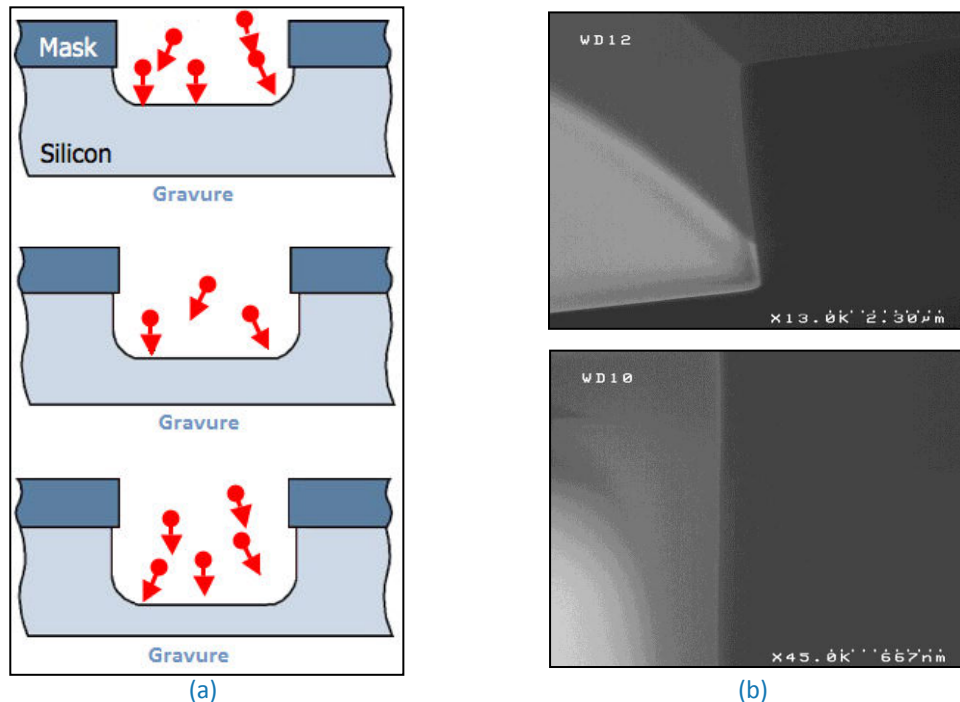 Mask
Silicon
Gravure
Gravure
Gravure
(a)
WD12
X13.0K 2.30µm
WD10
X45.0K 667nm
(b)